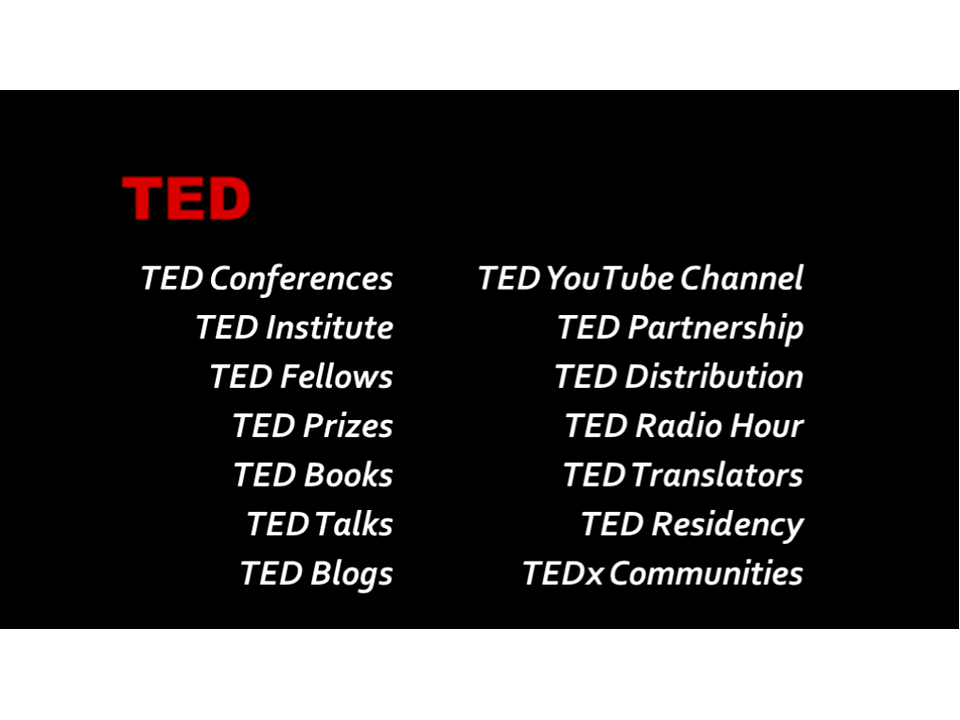 TED
TED Conferences
TED Institute
TED Fellows
TED Prizes
TED Books
TED Talks
TED Blogs
TED YouTube Channel
TED Partnership
TED Distribution
TED Radio Hour
TED Translators
TED Residency
TEDx Communities